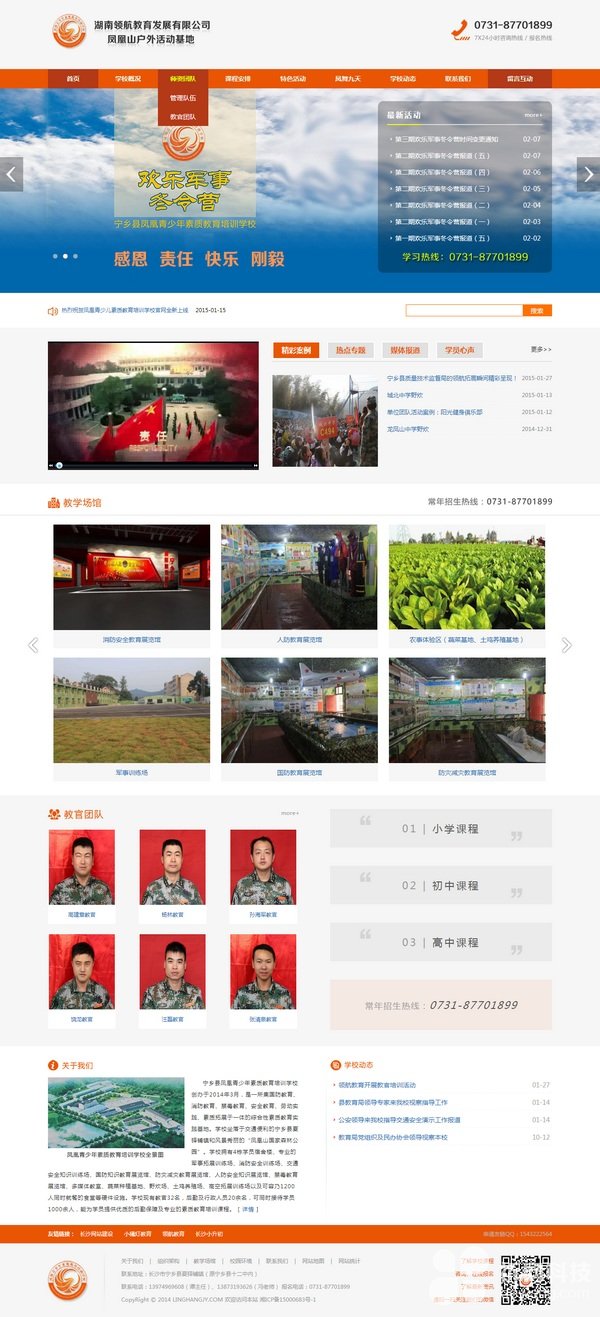 湖南领航教育发展有限公司
凤凰山户外活动基地
0731-87701899
7X24小时咨询热线 / 报名热线
首页 学校概况 师资团队 课程安排 特色活动 凤舞九天 学校动态 联系我们 留言互动
管理队伍
教官团队
欢乐军事
冬令营
宁乡县凤凰青少年素质教育培训学校
感恩 责任 快乐 刚毅
最新活动 more+
第三期欢乐军事冬令营时间变更通知 02-07
第二期欢乐军事冬令营报道（五） 02-07
第二期欢乐军事冬令营报道（四） 02-06
第二期欢乐军事冬令营报道（三） 02-05
第二期欢乐军事冬令营报道（二） 02-04
第二期欢乐军事冬令营报道（一） 02-03
第一期欢乐军事冬令营报道（五） 02-02
学习热线：0731-87701899
热烈祝贺凤凰青少儿素质教育培训学校官网全新上线 2015-01-15
搜索
责任
RESPONSIBILITY
精彩案例 热点专题 媒体报道 学员心声 更多>>
宁乡县质量技术监督局的领航拓展瞬间精彩呈现！ 2015-01-27
城北中学野炊 2015-01-13
单位团队活动案例：阳光健身俱乐部 2015-01-12
龙凤山中学野炊 2014-12-31
教学场馆
常年招生热线：0731-87701899
消防安全教育展览馆
人防教育展览馆
农事体验区（蔬菜基地、土鸡养殖基地）
军事训练场
国防教育展览馆
防灾减灾教育展览馆
教官团队 more+
高建章教官
杨林教官
孙海军教官
饶龙教官
汪磊教官
张清泉教官
01 | 小学课程
02 | 初中课程
03 | 高中课程
常年招生热线：0731-87701899
关于我们
凤凰青少年素质教育培训学校全景图
宁乡县凤凰青少年素质教育培训学校
创办于2014年3月，是一所集国防教育、
消防教育、禁毒教育、安全教育、劳动实
践、素质拓展于一体的综合性素质教育实
践基地。学校坐落于交通便利的宁乡县夏
铎铺镇和风景秀丽的“凤凰山国家森林公
园”。学校拥有4栋学员宿舍楼、专业的
军事拓展训练场、消防安全训练场、交通
安全知识训练场、国防知识教育展览馆、防灾减灾教育展览馆、人防安全知识展览馆、禁毒教育
展览馆、多媒体教室、蔬菜种植基地、野炊场、土鸡养殖场、高空拓展训练场以及可容乃1200
人同时就餐的食堂等硬件设施。学校现有教官32名，后勤及行政人员20余名，可同时接待学员
1000余人，能为学员提供优质的后勤保障及专业的素质教育培训课程。[ 详情 ]
学校动态
领航教育开展教官培训活动 01-27
县教育局领导专家来我校视察指导工作 01-14
公安领导来我校指导交通安全演示工作报道 01-14
教育局党组织及民办协会领导视察本校 10-12
友情链接： 长沙网站建设 小蝇灯教育 领航教育 长沙小升初
申请友链QQ：1543222564
关于我们 | 组织架构 | 教学场馆 | 校园环境 | 联系我们 | 网站地图 | 网站统计
联系地址：长沙市宁乡县夏铎铺镇（原宁乡县十二中内）
联系电话：13974969608（谭主任）、13873193626（冯老师） 报名电话：0731-87701899
CopyRight © 2014 LINGHANGJY.COM 欢迎访问本站 湘ICP备15000683号-1
了解学校课程
科技